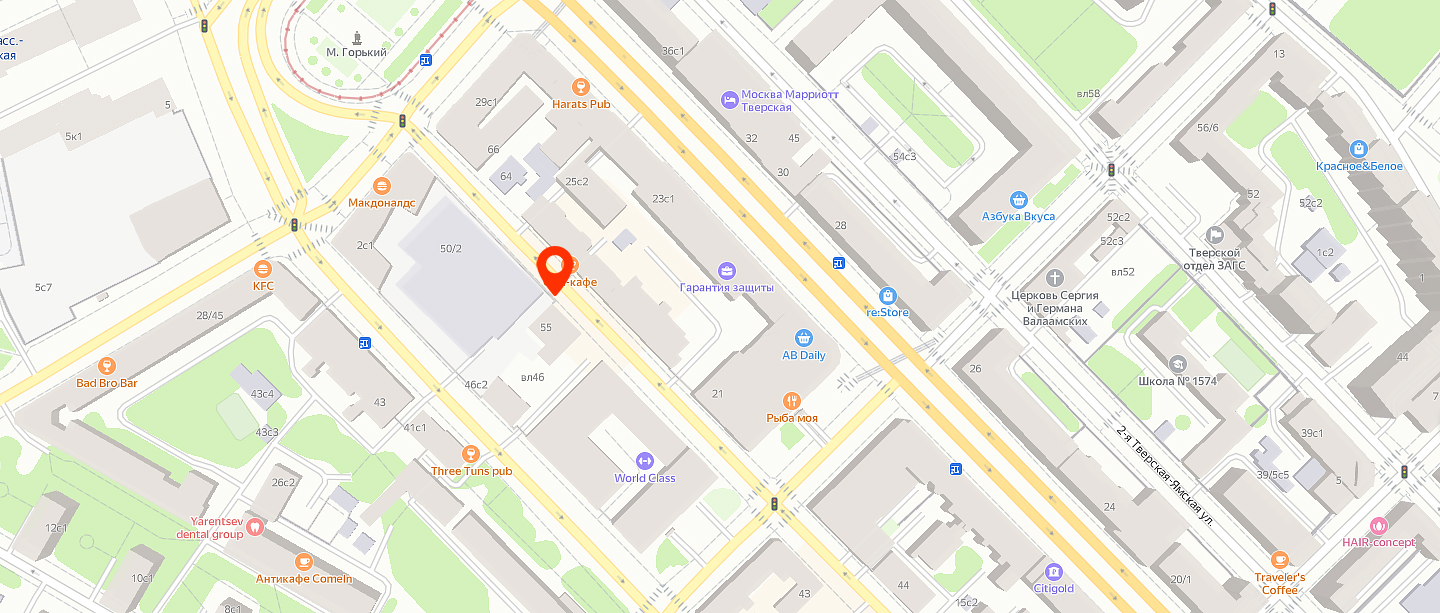 асс.-
кая
М. Горький
5
5к1
29с1
Harats Pub
66
64
25с2
23с1
36с1
Москва Марриотт
Тверская
32
45
30
54с3
вл58
13
56/6
Красное&Белое
Макдоналдс
2с1
50/2
28
Азбука Вкуса
52с2
52с3
вл52
52
52с2
Тверской
отдел ЗАГС
1с2
1
5с7
KFC
28/45
-кафе
Гарантия защиты
re:Store
Церковь Сергия
и Германа
Валаамских
55
AB Daily
Bad Bro Bar
43с4
43
46с2
вл46
21
Рыба моя
26
Школа № 1574
44
7
43с3
41с1
Three Tuns pub
World Class
2-я Тверская-Ямская ул.
39с1
39/5с5
5
26с2
12с1
Yarentsev
dental group
24
HAIR.concept
Антикафе ComeIn
10с1
8с1
43
44
15с2
Citigold
20/1
Traveler's
Coffee